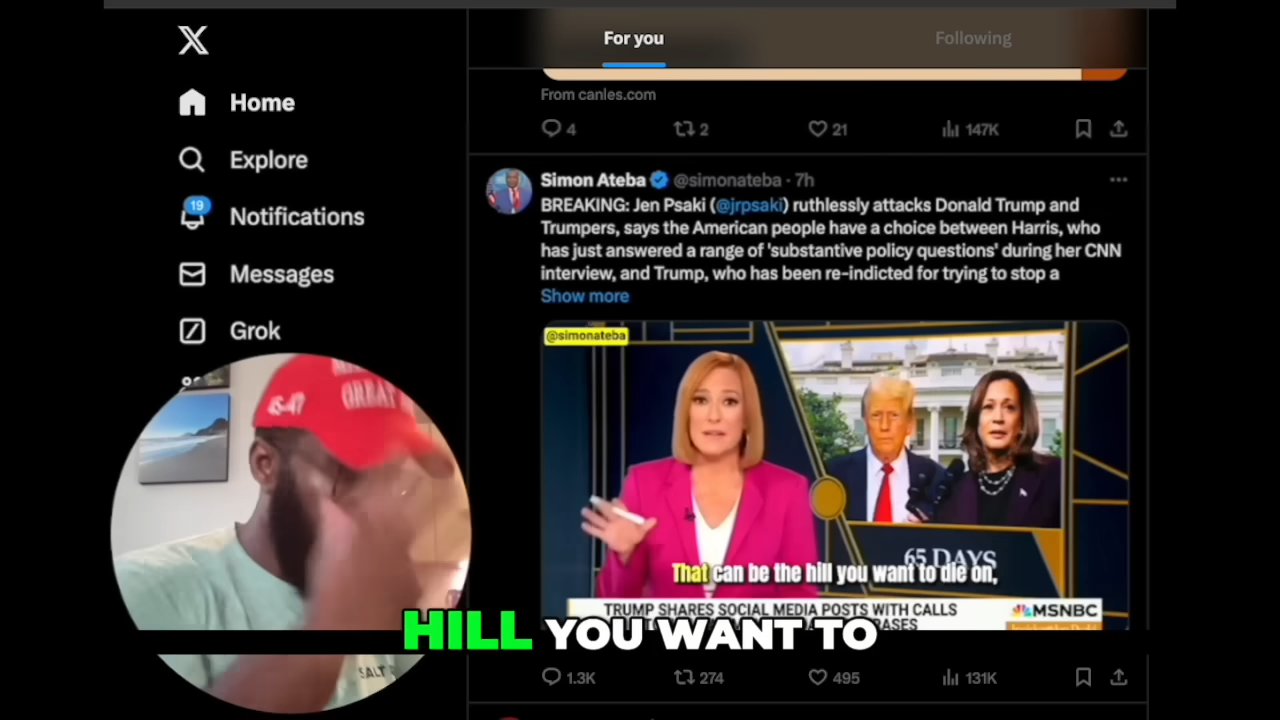 For you
Following
From canles.com
4
2
21
147K
Home
Explore
19
Notifications
Messages
Grok
Simon Ateba @simonateba · 7h
BREAKING: Jen Psaki (@jrpsaki) ruthlessly attacks Donald Trump and
Trumpers, says the American people have a choice between Harris, who
has just answered a range of 'substantive policy questions' during her CNN
interview, and Trump, who has been re-indicted for trying to stop a
Show more
@simonateba
GREAT
45-47
65 DAYS
That can be the hill you want to die on,
TRUMP SHARES SOCIAL MEDIA POSTS WITH CALLS
MSNBC
HILL YOU WANT TO
SALT
1.3K
274
495
131K